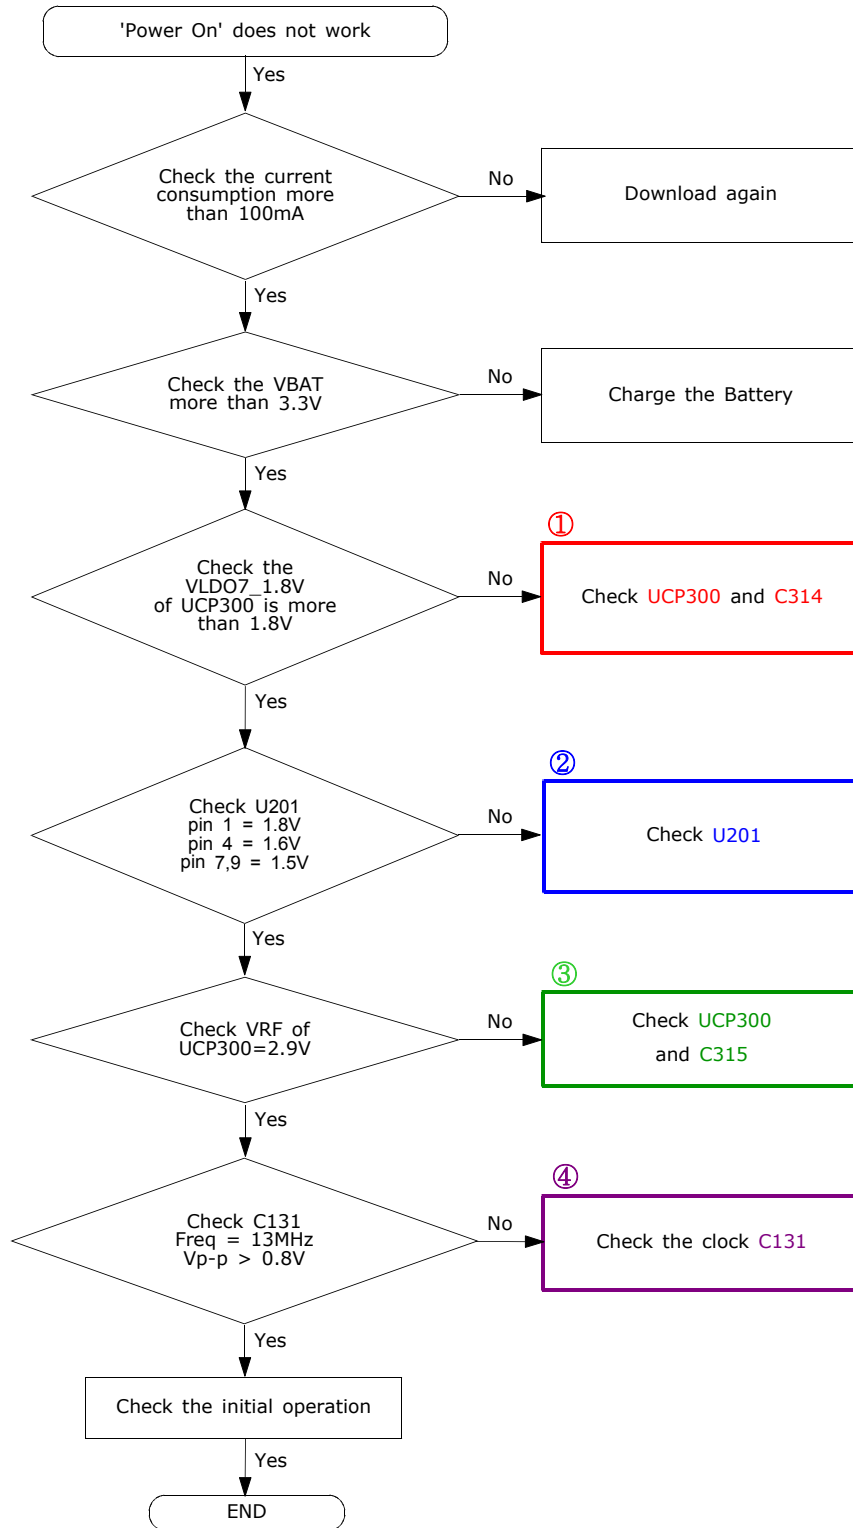 'Power On' does not work
Yes
Check the current
consumption more
than 100mA
No
Download again
Yes
Check the VBAT
more than 3.3V
No
Charge the Battery
Yes
①
Check the
VLDO7_1.8V
of UCP300 is more
than 1.8V
No
Check UCP300 and C314
Yes
②
Check U201
pin 1 = 1.8V
pin 4 = 1.6V
pin 7,9 = 1.5V
No
Check U201
Yes
③
Check VRF of
UCP300=2.9V
No
Check UCP300
and C315
Yes
④
Check C131
Freq = 13MHz
Vp-p > 0.8V
No
Check the clock C131
Yes
Check the initial operation
Yes
END